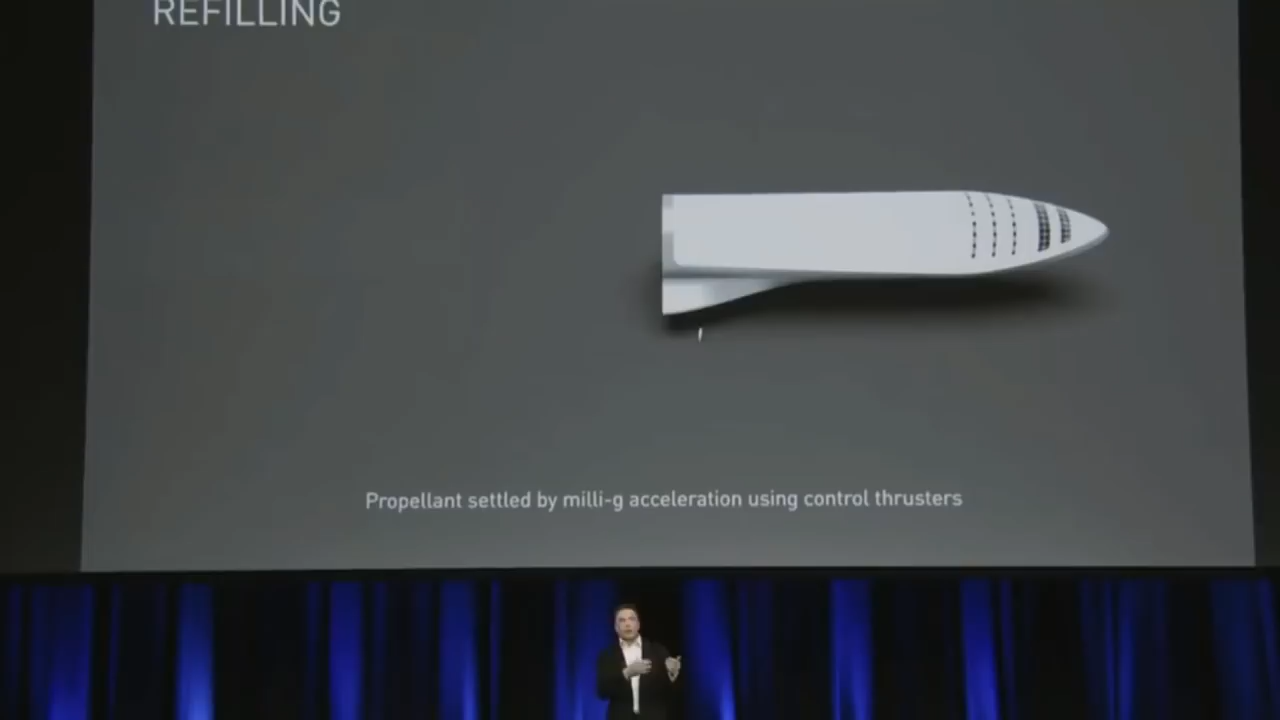 REFILLING
Propellant settled by milli-g acceleration using control thrusters